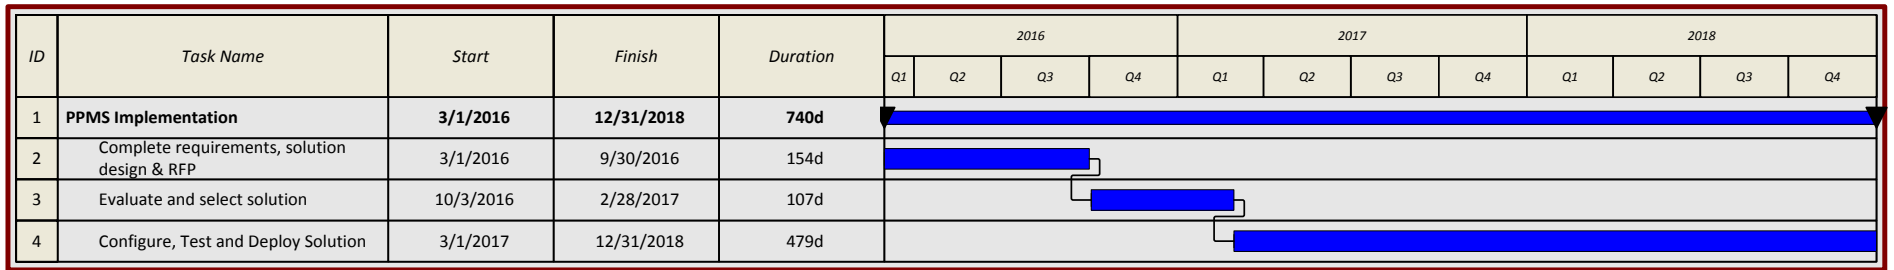 ID Task Name Start Finish Duration 2016 2017 2018
Q1 Q2 Q3 Q4 Q1 Q2 Q3 Q4 Q1 Q2 Q3 Q4
1 PPMS Implementation 3/1/2016 12/31/2018 740d
2 Complete requirements, solution
design & RFP 3/1/2016 9/30/2016 154d
3 Evaluate and select solution 10/3/2016 2/28/2017 107d
4 Configure, Test and Deploy Solution 3/1/2017 12/31/2018 479d